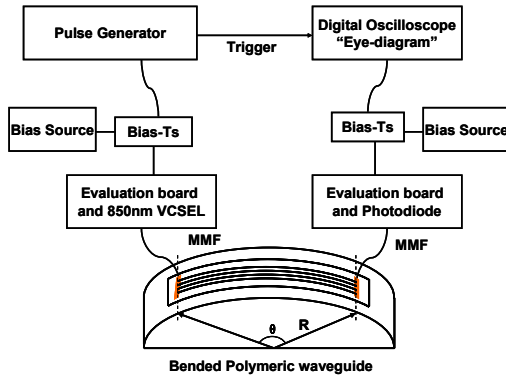 Pulse Generator
Trigger
Digital Oscilloscope
“Eye-diagram”
Bias Source
Bias-Ts
Bias-Ts
Bias Source
Evaluation board
and 850nm VCSEL
Evaluation board
and Photodiode
MMF
MMF
θ
R
Bended Polymeric waveguide